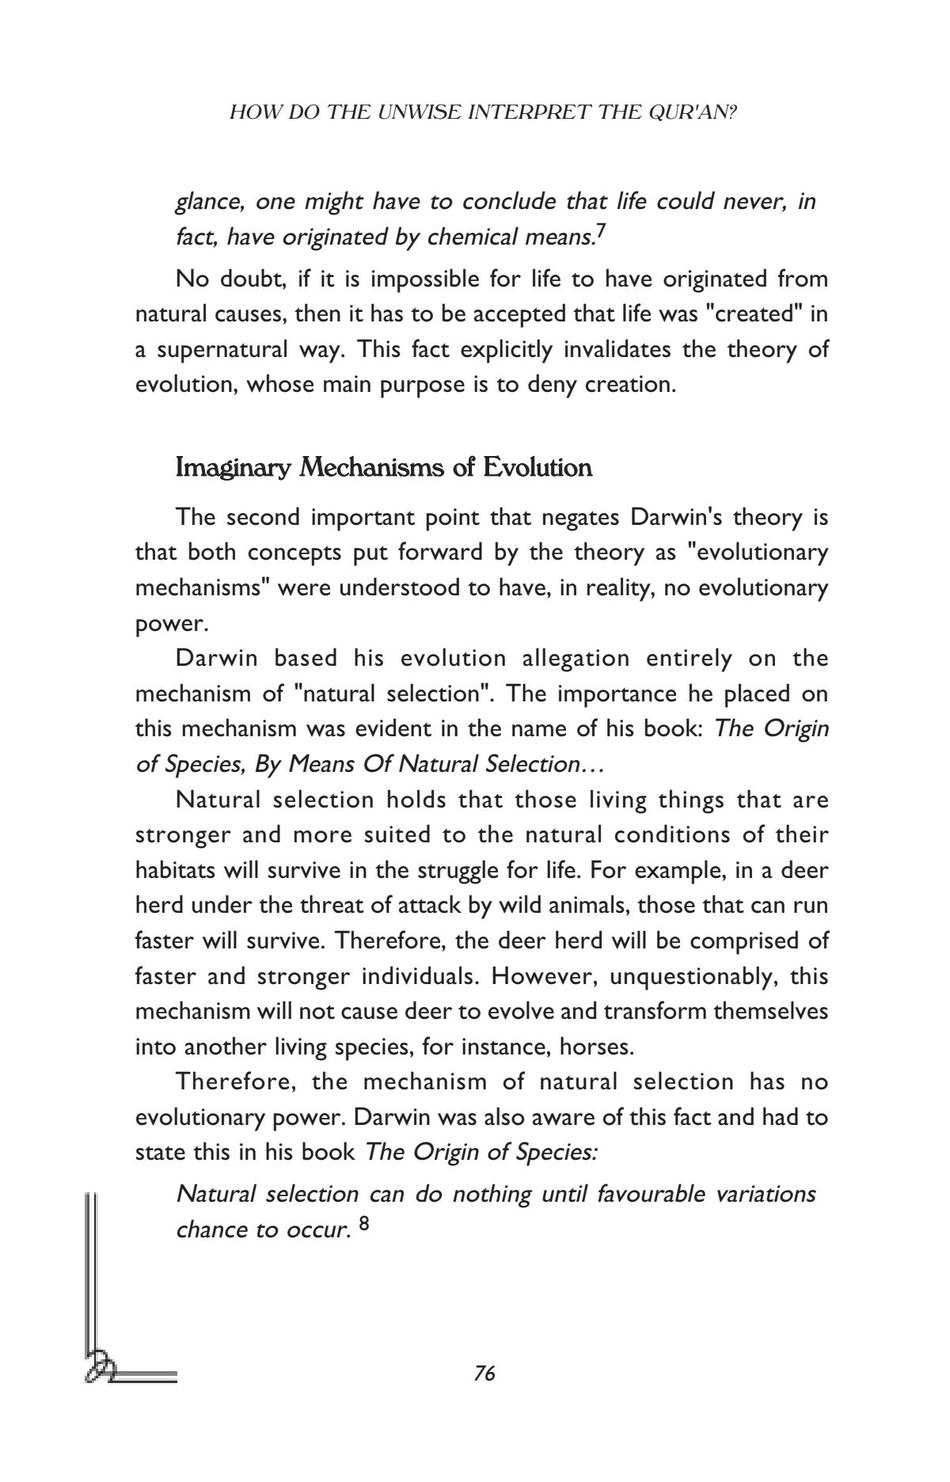 HOW DO THE UNWISE INTERPRET THE QUR'AN?
glance, one might have to conclude that life could never, in
fact, have originated by chemical means.7
No doubt, if it is impossible for life to have originated from
natural causes, then it has to be accepted that life was "created" in
a supernatural way. This fact explicitly invalidates the theory of
evolution, whose main purpose is to deny creation.
Imaginary Mechanisms of Evolution
The second important point that negates Darwin's theory is
that both concepts put forward by the theory as "evolutionary
mechanisms" were understood to have, in reality, no evolutionary
power.
Darwin based his evolution allegation entirely on the
mechanism of "natural selection". The importance he placed on
this mechanism was evident in the name of his book: The Origin
of Species, By Means Of Natural Selection…
Natural selection holds that those living things that are
stronger and more suited to the natural conditions of their
habitats will survive in the struggle for life. For example, in a deer
herd under the threat of attack by wild animals, those that can run
faster will survive. Therefore, the deer herd will be comprised of
faster and stronger individuals. However, unquestionably, this
mechanism will not cause deer to evolve and transform themselves
into another living species, for instance, horses.
Therefore, the mechanism of natural selection has no
evolutionary power. Darwin was also aware of this fact and had to
state this in his book The Origin of Species:
Natural selection can do nothing until favourable variations
chance to occur. 8
76